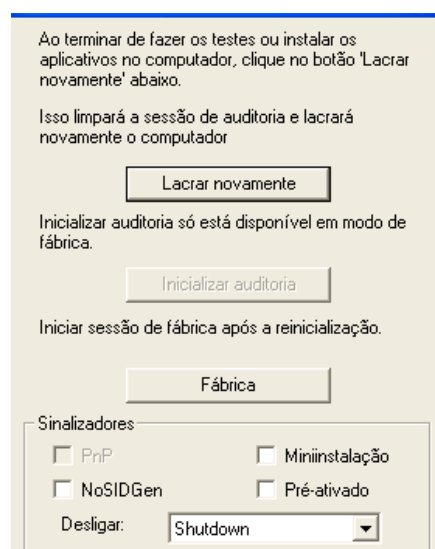 Ao terminar de fazer os testes ou instalar os
aplicativos no computador, clique no botão 'Lacrar
novamente' abaixo.
Isso limpará a sessão de auditoria e lacrará
novamente o computador
Lacrar novamente
Inicializar auditoria só está disponível em modo de
fábrica.
Inicializar auditoria
Iniciar sessão de fábrica após a reinicialização.
Fábrica
Sinalizadores
PnP
Miniinstalação
NoSIDGen
Pré-ativado
Desligar:
Shutdown